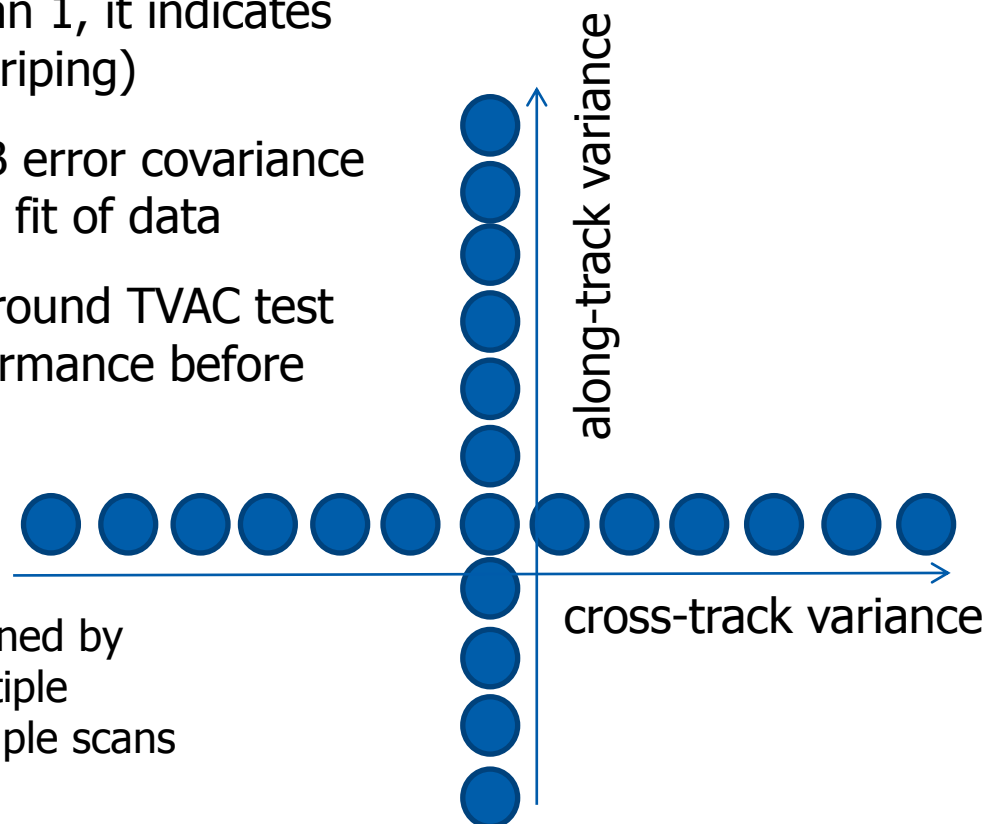 1, it indicates
riping)
error covariance
fit of data
round TVAC test
rmance before
along-track variance
cross-track variance
ned by
tiple
ple scans